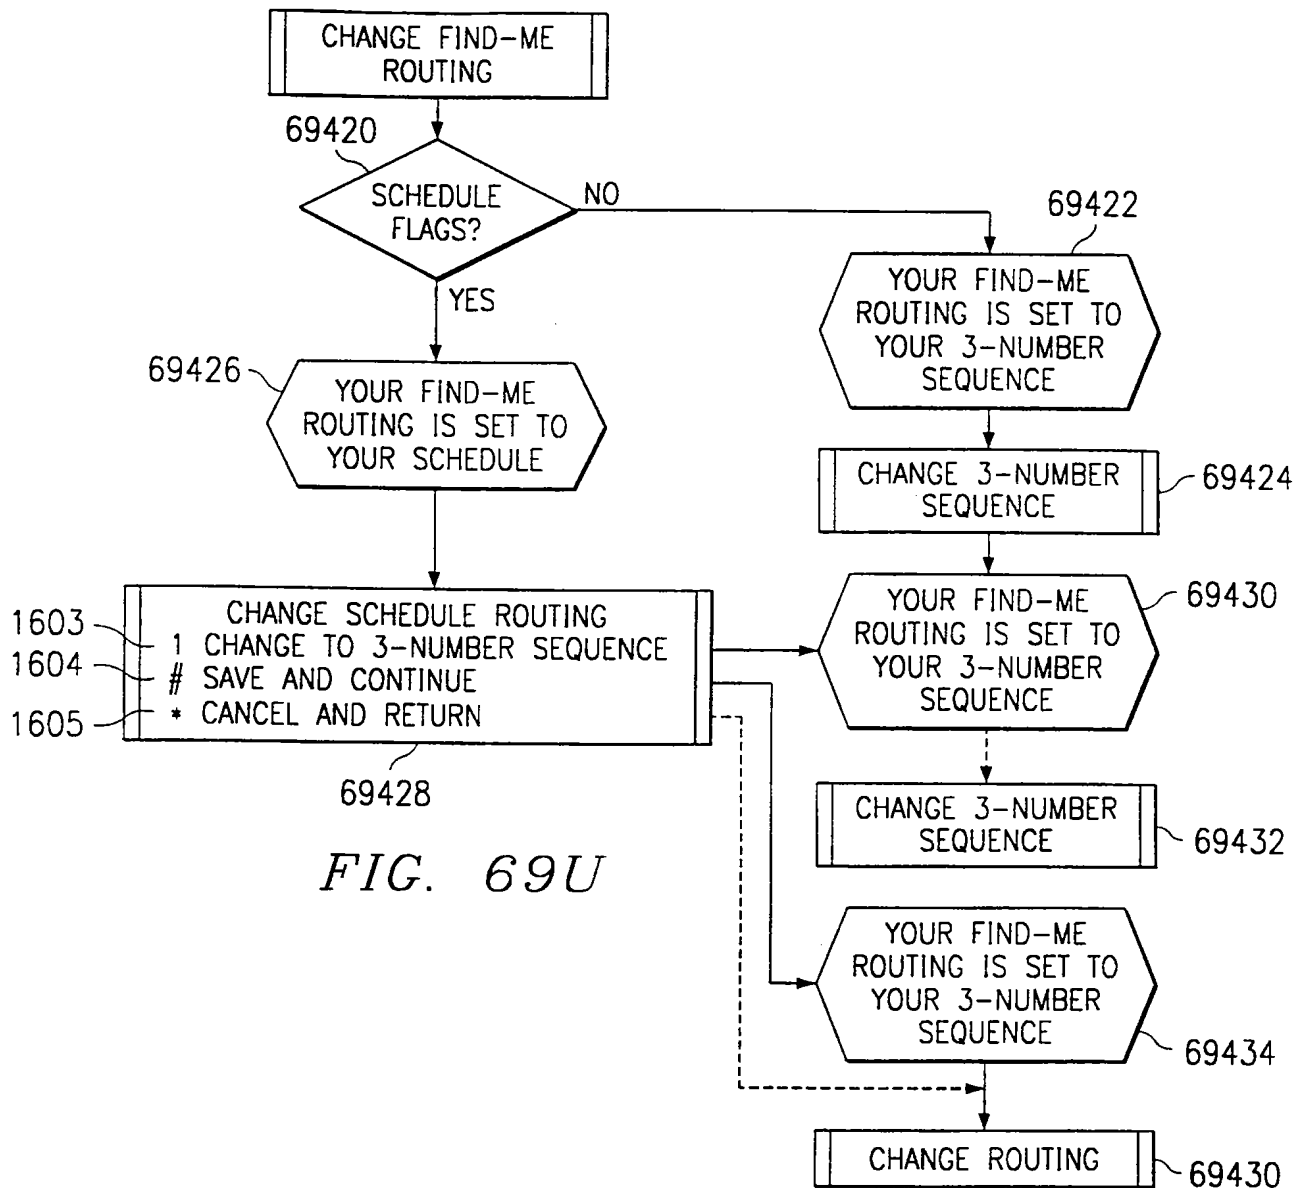 CHANGE FIND-ME
ROUTING
69420
SCHEDULE
FLAGS?
NO
YES
69422
YOUR FIND-ME
ROUTING IS SET TO
YOUR 3-NUMBER
SEQUENCE
69426
YOUR FIND-ME
ROUTING IS SET TO
YOUR SCHEDULE
CHANGE 3-NUMBER
SEQUENCE
69424
CHANGE SCHEDULE ROUTING
1603
1 CHANGE TO 3-NUMBER SEQUENCE
1604
# SAVE AND CONTINUE
1605
* CANCEL AND RETURN
69428
YOUR FIND-ME
ROUTING IS SET TO
YOUR 3-NUMBER
SEQUENCE
69430
CHANGE 3-NUMBER
SEQUENCE
69432
FIG. 69U
YOUR FIND-ME
ROUTING IS SET TO
YOUR 3-NUMBER
SEQUENCE
69434
CHANGE ROUTING
69430